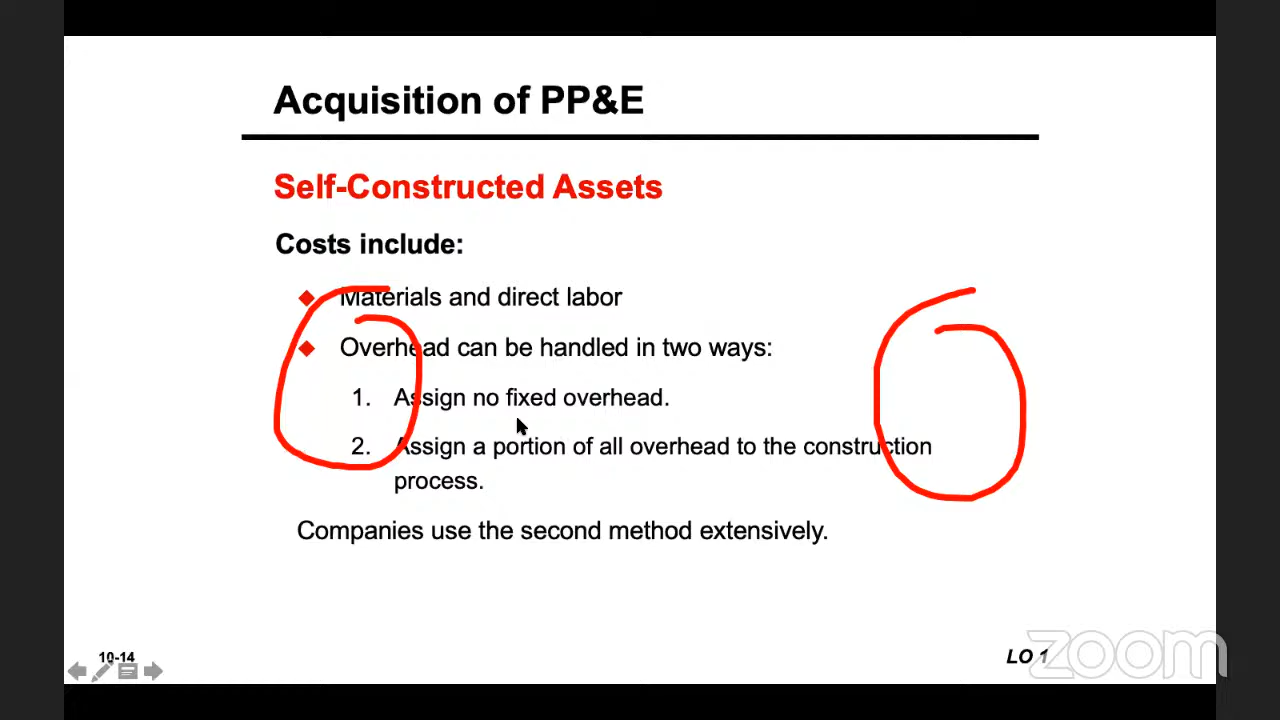 Acquisition of PP&E
Self-Constructed Assets
Costs include:
Materials and direct labor
Overhead can be handled in two ways:
1. Assign no fixed overhead.
2. Assign a portion of all overhead to the construction
process.
Companies use the second method extensively.
10-14
LO 1
zoom